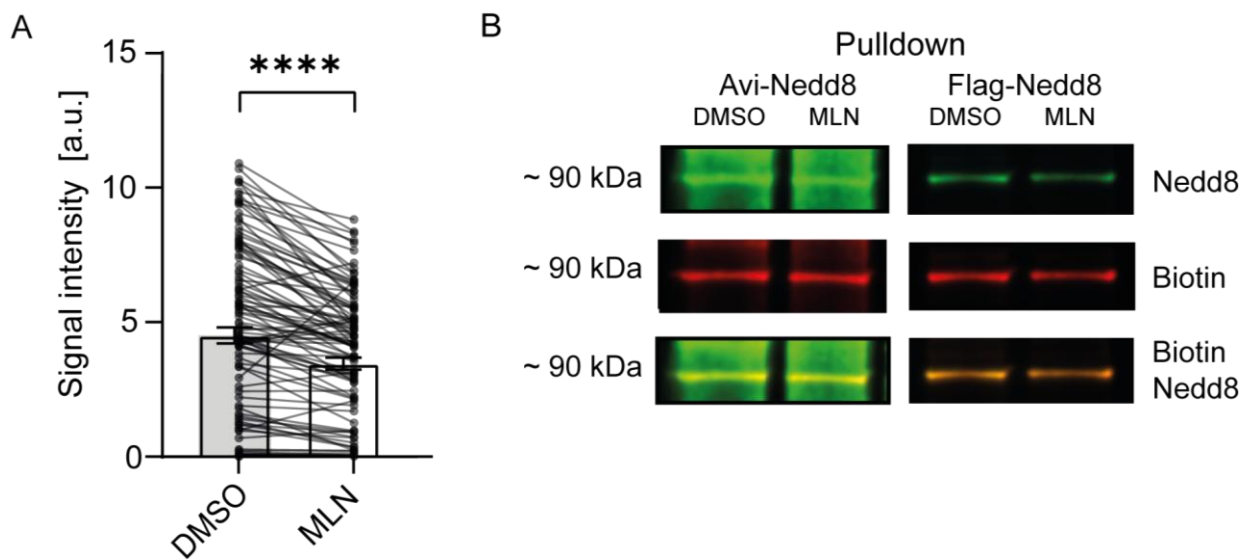 A
Signal intensity [a.u.]
15
10
5
0
****
DMSO
MLN
B
Pulldown
Avi-Nedd8 Flag-Nedd8
DMSO MLN DMSO MLN
~ 90 kDa Nedd8
~ 90 kDa Biotin
~ 90 kDa Biotin
Nedd8